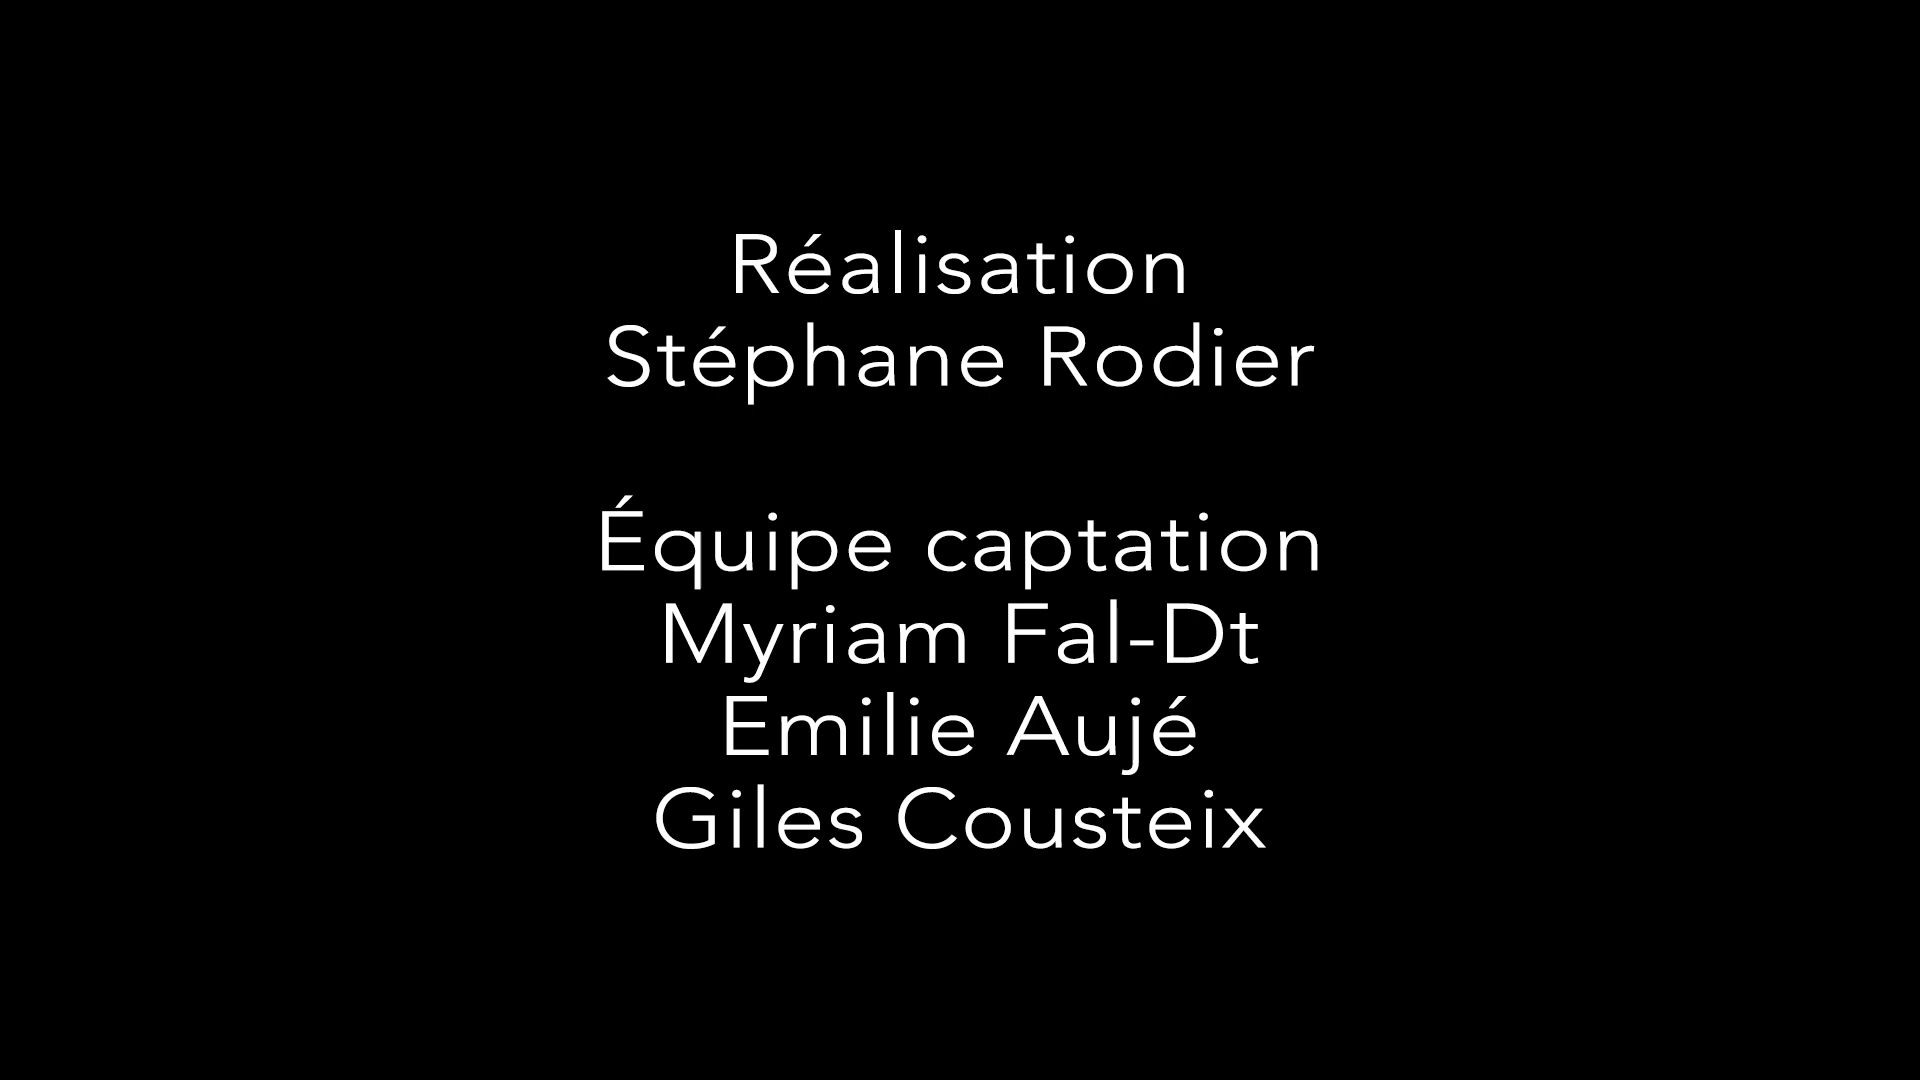 Réalisation
Stéphane Rodier
Équipe captation
Myriam Fal-Dt
Emilie Aujé
Giles Cousteix